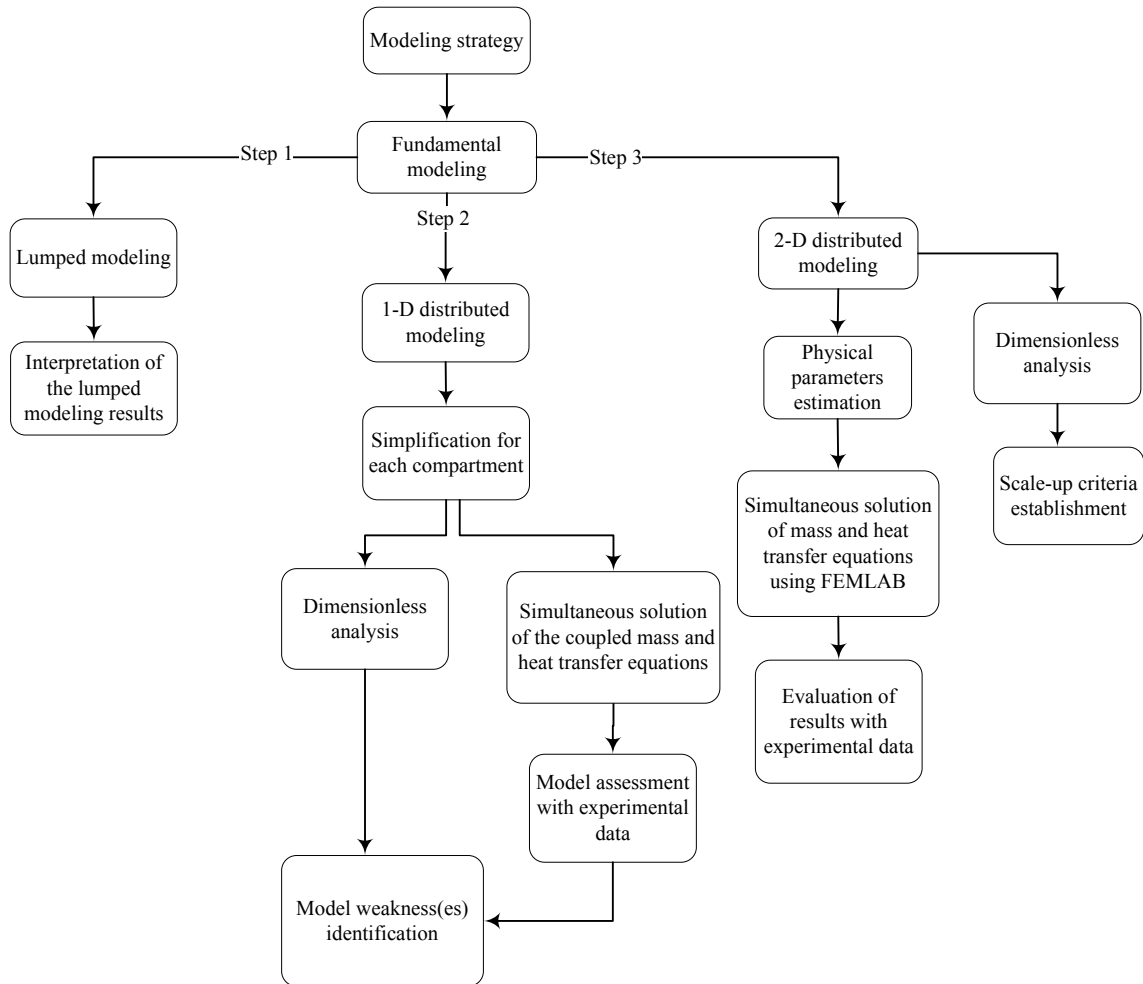 Modeling strategy
Fundamental
modeling
Step 1
Step 2
Step 3
Lumped modeling
Interpretation of
the lumped
modeling results
1-D distributed
modeling
Simplification for
each compartment
Dimensionless
analysis
Simultaneous solution
of the coupled mass and
heat transfer equations
Model assessment
with experimental
data
Model weakness(es)
identification
2-D distributed
modeling
Physical
parameters
estimation
Simultaneous solution
of mass and heat
transfer equations
using FEMLAB
Evaluation of
results with
experimental data
Dimensionless
analysis
Scale-up criteria
establishment